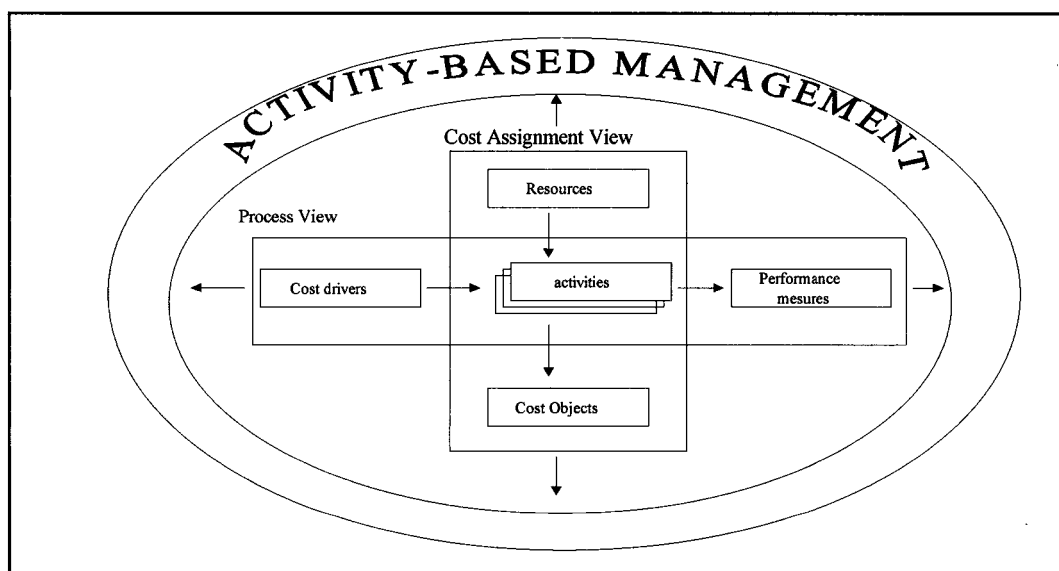 ACTIVITY-BASED MANAGEMENT
Cost Assignment View
Resources
Process View
Cost drivers
activities
Performance
mesures
Cost Objects